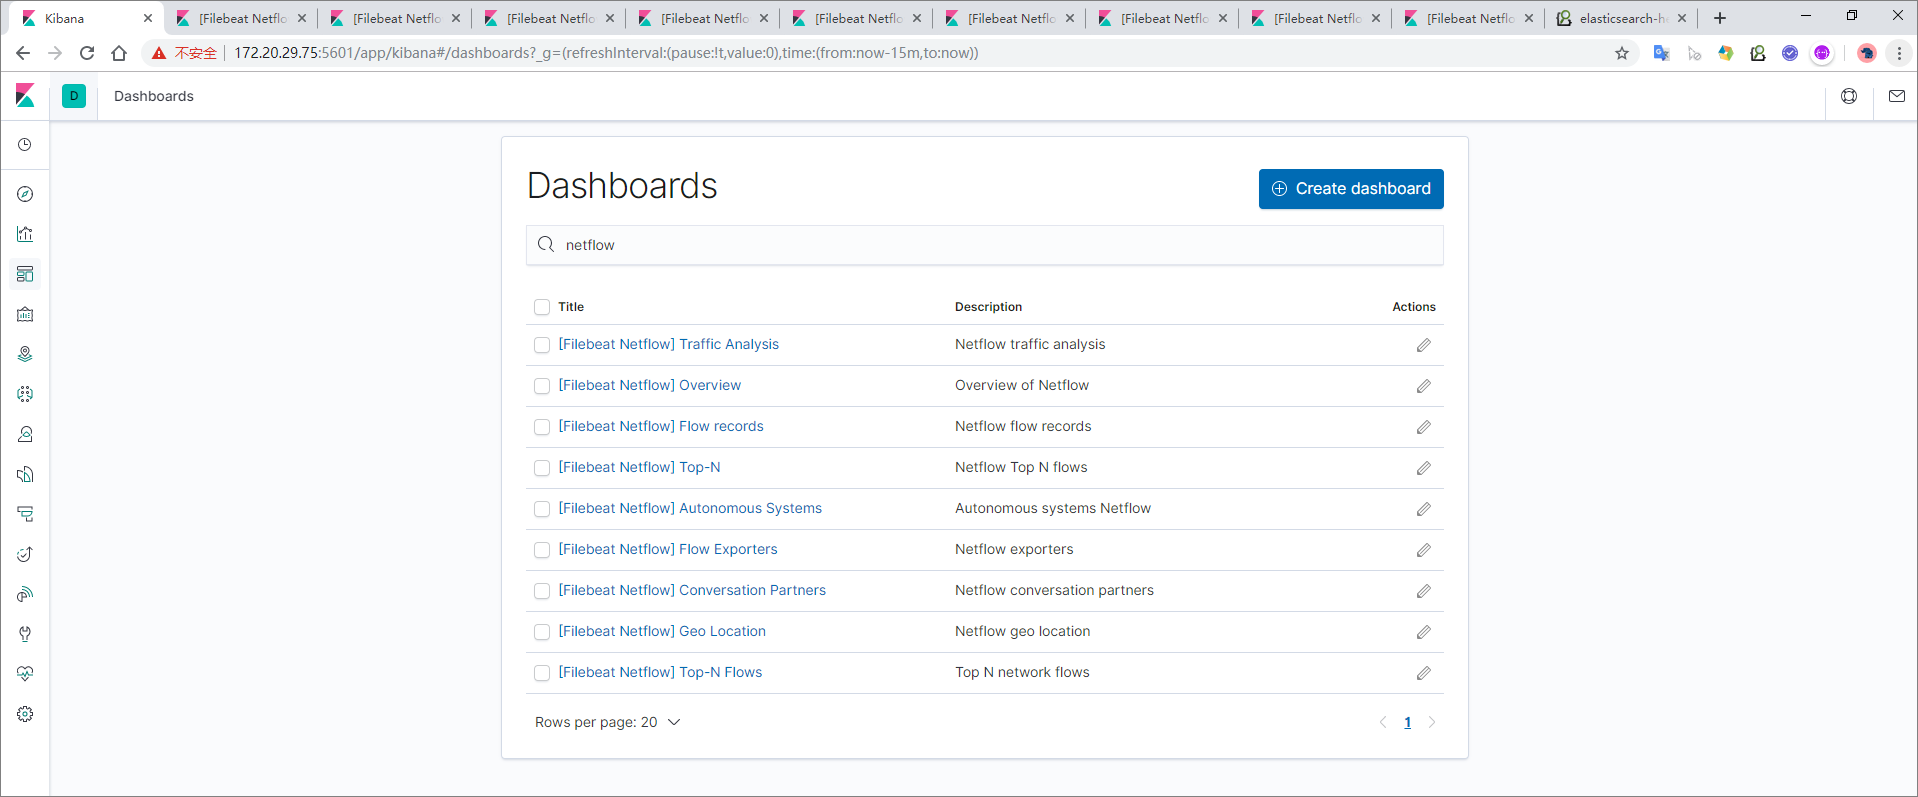 Kibana
[Filebeat Netflo
[Filebeat Netflo
[Filebeat Netflo
[Filebeat Netflo
[Filebeat Netflo
[Filebeat Netflo
[Filebeat Netflo
[Filebeat Netflo
[Filebeat Netflo
elasticsearch-h
不安全
172.20.29.75:5601/app/kibana#/dashboards?_g=(refreshInterval:(pause:!t,value:0),time:(from:now-15m,to:now))
D
Dashboards
Dashboards
Create dashboard
netflow
Title Description Actions
[Filebeat Netflow] Traffic Analysis Netflow traffic analysis
[Filebeat Netflow] Overview Overview of Netflow
[Filebeat Netflow] Flow records Netflow flow records
[Filebeat Netflow] Top-N Netflow Top N flows
[Filebeat Netflow] Autonomous Systems Autonomous systems Netflow
[Filebeat Netflow] Flow Exporters Netflow exporters
[Filebeat Netflow] Conversation Partners Netflow conversation partners
[Filebeat Netflow] Geo Location Netflow geo location
[Filebeat Netflow] Top-N Flows Top N network flows
Rows per page: 20
1